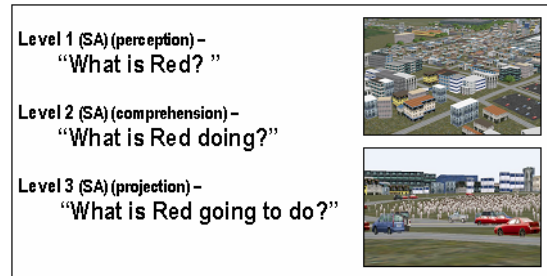 Level 1 (SA) (perception) –
“What is Red? ”
Level 2 (SA) (comprehension) –
“What is Red doing?”
Level 3 (SA) (projection) –
“What is Red going to do?”